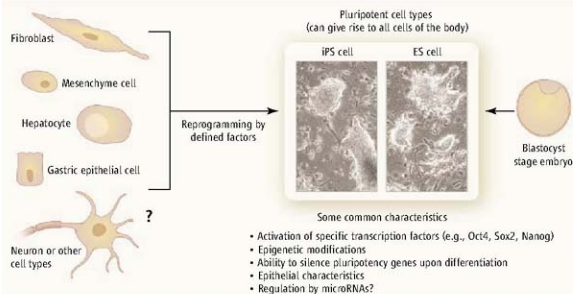 Fibroblast
Mesenchyme cell
Hepatocyte
Gastric epithelial cell
?
Neuron or other
cell types
Reprogramming by
defined factors
Pluripotent cell types
(can give rise to all cells of the body)
iPS cell
ES cell
Blastocyst
stage embryo
Some common characteristics
• Activation of specific transcription factors (e.g., Oct4, Sox2, Nanog)
• Epigenetic modifications
• Ability to silence pluripotency genes upon differentiation
• Epithelial characteristics
• Regulation by microRNAs?